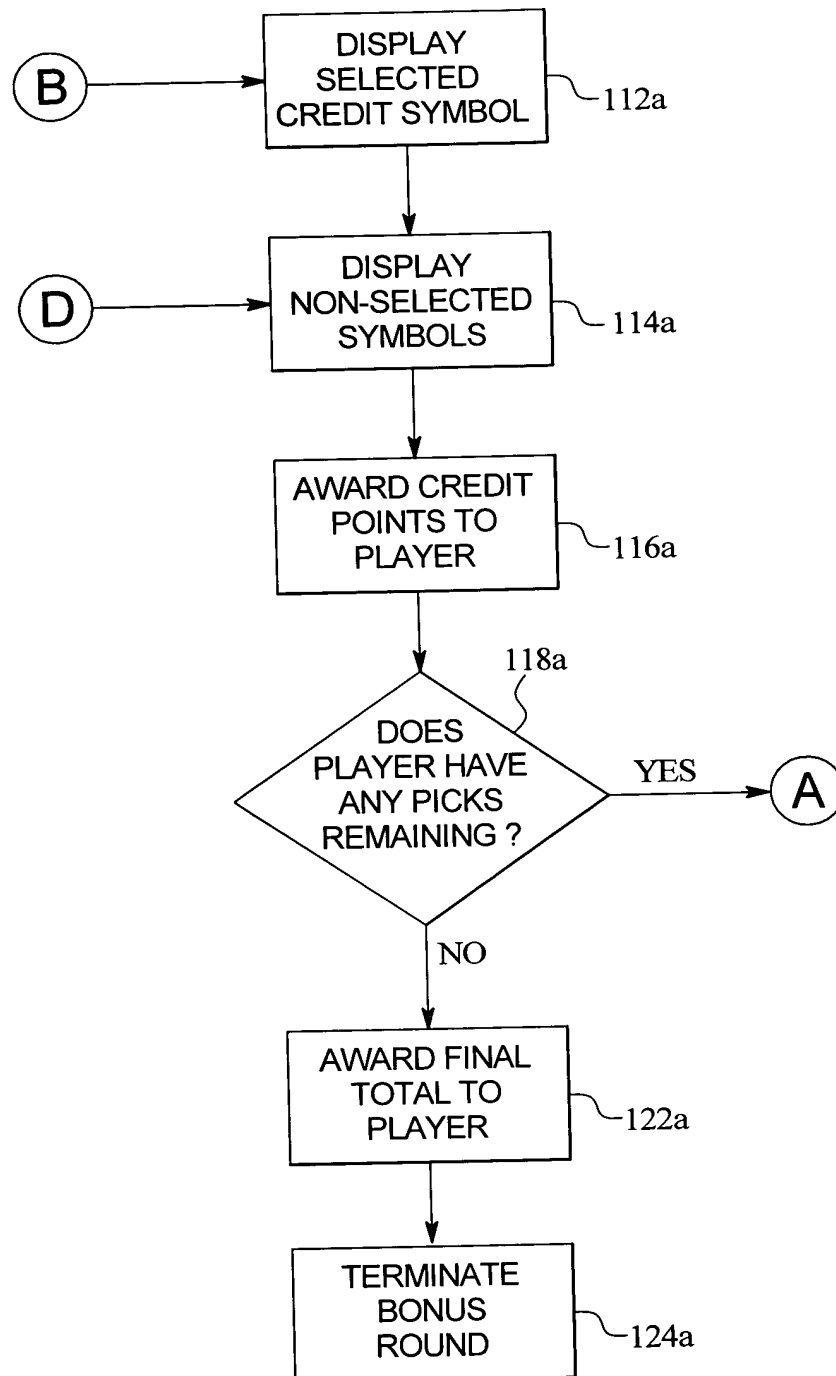 DISPLAY
SELECTED
CREDIT SYMBOL
B
112a
DISPLAY
NON-SELECTED
SYMBOLS
D
114a
AWARD CREDIT
POINTS TO
PLAYER
116a
118a
DOES
PLAYER HAVE
ANY PICKS
REMAINING ?
YES
A
NO
AWARD FINAL
TOTAL TO
PLAYER
122a
TERMINATE
BONUS
ROUND
124a